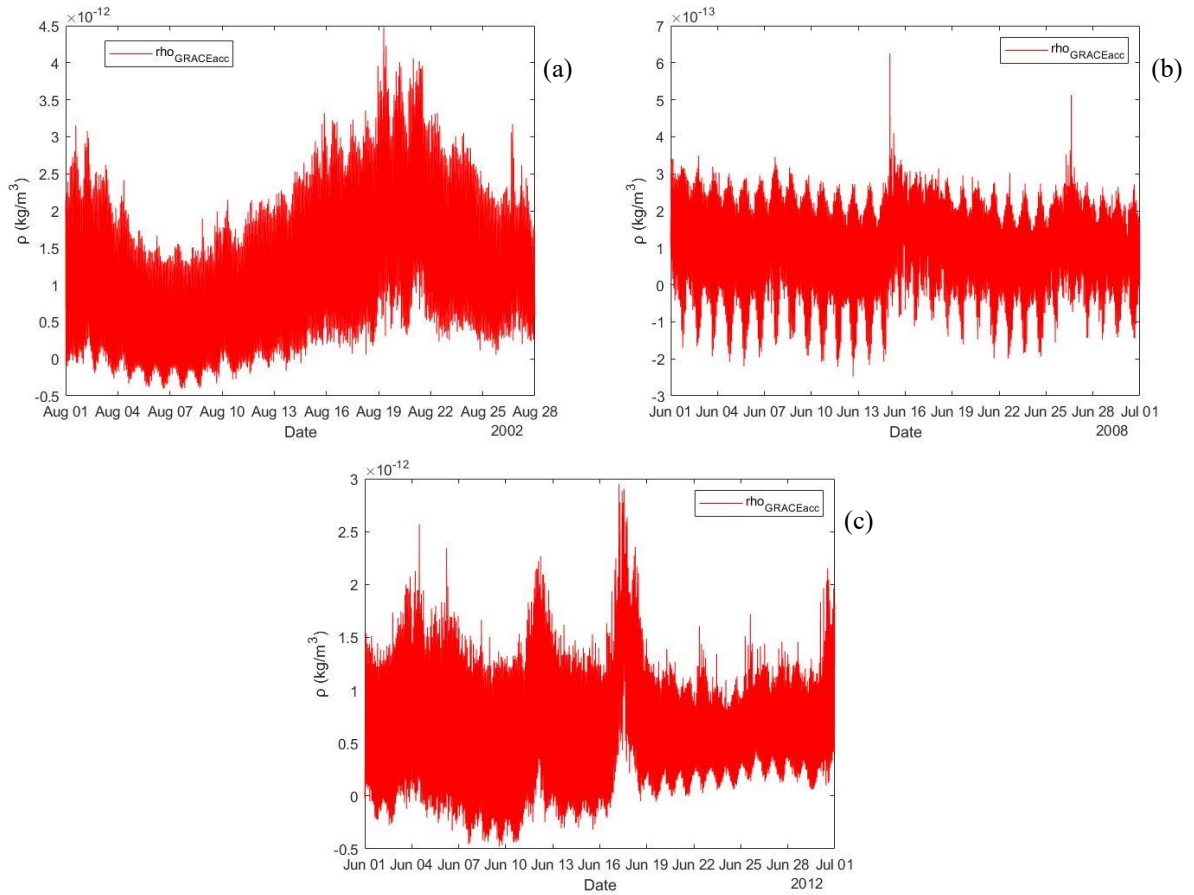 ×10⁻¹²
4.5
4
3.5
3
2.5
2
1.5
1
0.5
0
-0.5
ρ (kg/m³)
rho_GRACEacc
Aug 01 Aug 04 Aug 07 Aug 10 Aug 13 Aug 16 Aug 19 Aug 22 Aug 25 Aug 28
Date
2002
(a)
×10⁻¹³
7
6
5
4
3
2
1
0
-1
-2
-3
ρ (kg/m³)
rho_GRACEacc
Jun 01 Jun 04 Jun 07 Jun 10 Jun 13 Jun 16 Jun 19 Jun 22 Jun 25 Jun 28 Jul 01
Date
2008
(b)
×10⁻¹²
3
2.5
2
1.5
1
0.5
0
-0.5
ρ (kg/m³)
rho_GRACEacc
Jun 01 Jun 04 Jun 07 Jun 10 Jun 13 Jun 16 Jun 19 Jun 22 Jun 25 Jun 28 Jul 01
Date
2012
(c)